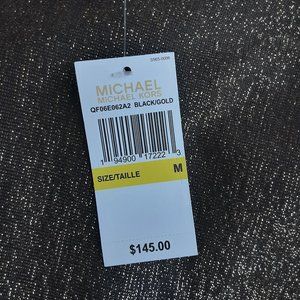 MICHAEL
MICHAEL KORS
QF06E062A2 BLACK/GOLD
1 94900 17222 3
SIZE/TAILLE M
$145.00